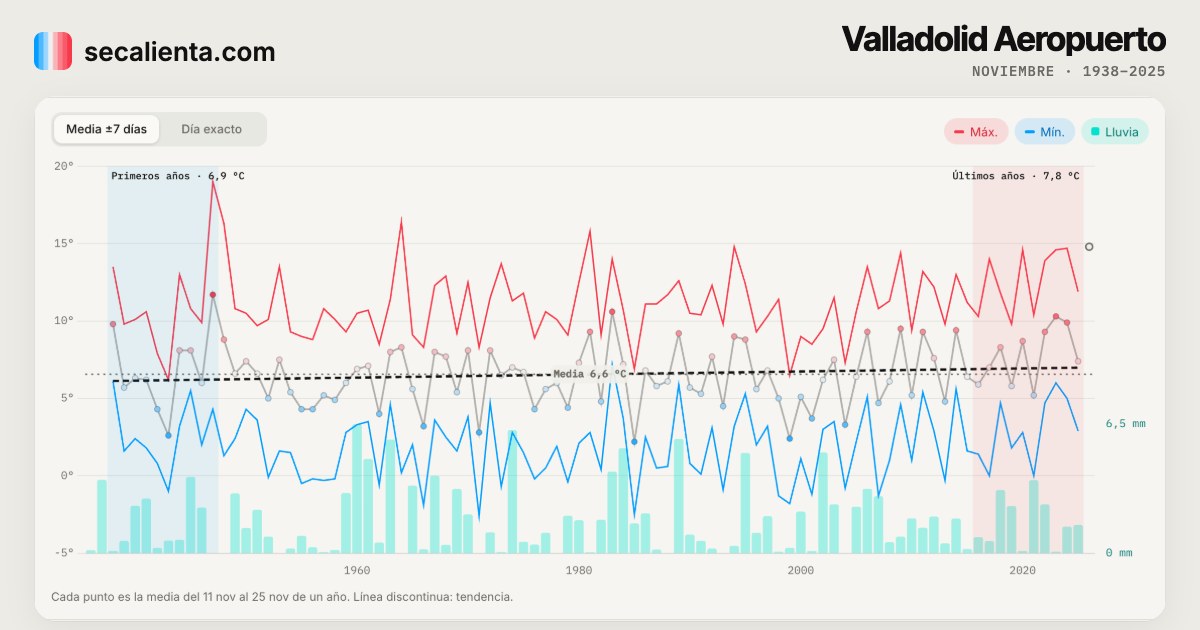 secalienta.com
Valladolid Aeropuerto
NOVIEMBRE · 1938–2025
Media ±7 días
Día exacto
Máx.
Mín.
Lluvia
20°
Primeros años · 6,9 °C
Últimos años · 7,8 °C
15°
10°
Media 6,6 °C
5°
6,5 mm
0°
-5°
0 mm
1960
1980
2000
2020
Cada punto es la media del 11 nov al 25 nov de un año. Línea discontinua: tendencia.